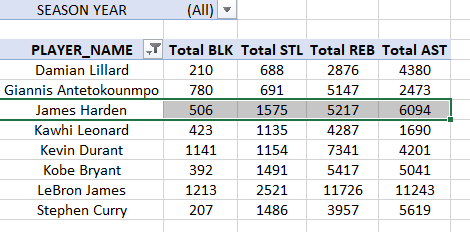 SEASON YEAR (All)
PLAYER_NAME Total BLK Total STL Total REB Total AST
Damian Lillard 210 688 2876 4380
Giannis Antetokounmpo 780 691 5147 2473
James Harden 506 1575 5217 6094
Kawhi Leonard 423 1135 4287 1690
Kevin Durant 1141 1154 7341 4201
Kobe Bryant 392 1491 5417 5041
LeBron James 1213 2521 11726 11243
Stephen Curry 207 1486 3957 5619